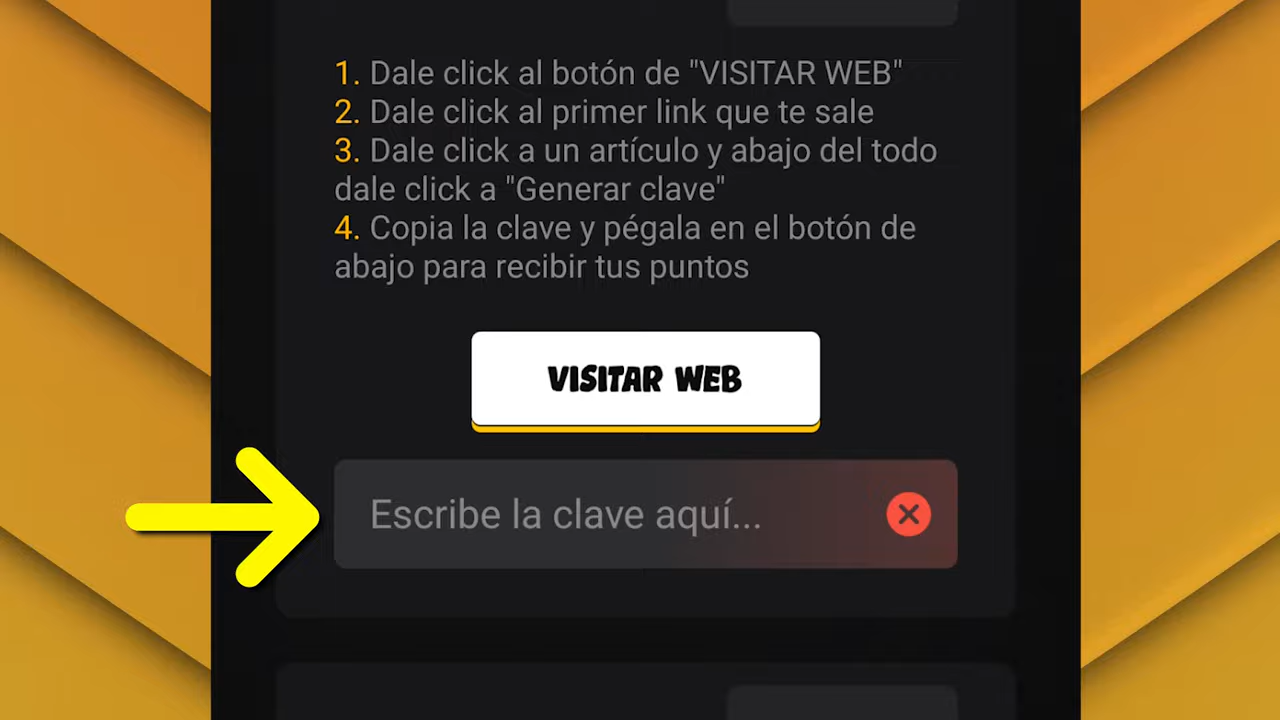 1. Dale click al botón de "VISITAR WEB"
2. Dale click al primer link que te sale
3. Dale click a un artículo y abajo del todo
dale click a "Generar clave"
4. Copia la clave y pégala en el botón de
abajo para recibir tus puntos
VISITAR WEB
Escribe la clave aquí...